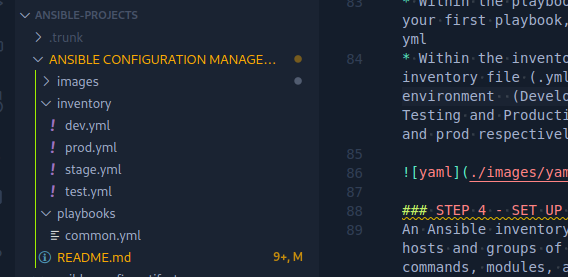 ANSIBLE-PROJECTS
.trunk
ANSIBLE CONFIGURATION MANAGE...
images
inventory
! dev.yml
! prod.yml
! stage.yml
! test.yml
playbooks
common.yml
README.md 9+, M
83 * Within the playboo
your first playbook,
yml
84 * Within the invento
inventory file (.yml
environment (Develo
Testing and Producti
and prod respectivel
85
86 ![yaml](./images/yam
87
88 ### STEP 4 - SET UP
89 An Ansible inventory
hosts and groups of
commands, modules, a